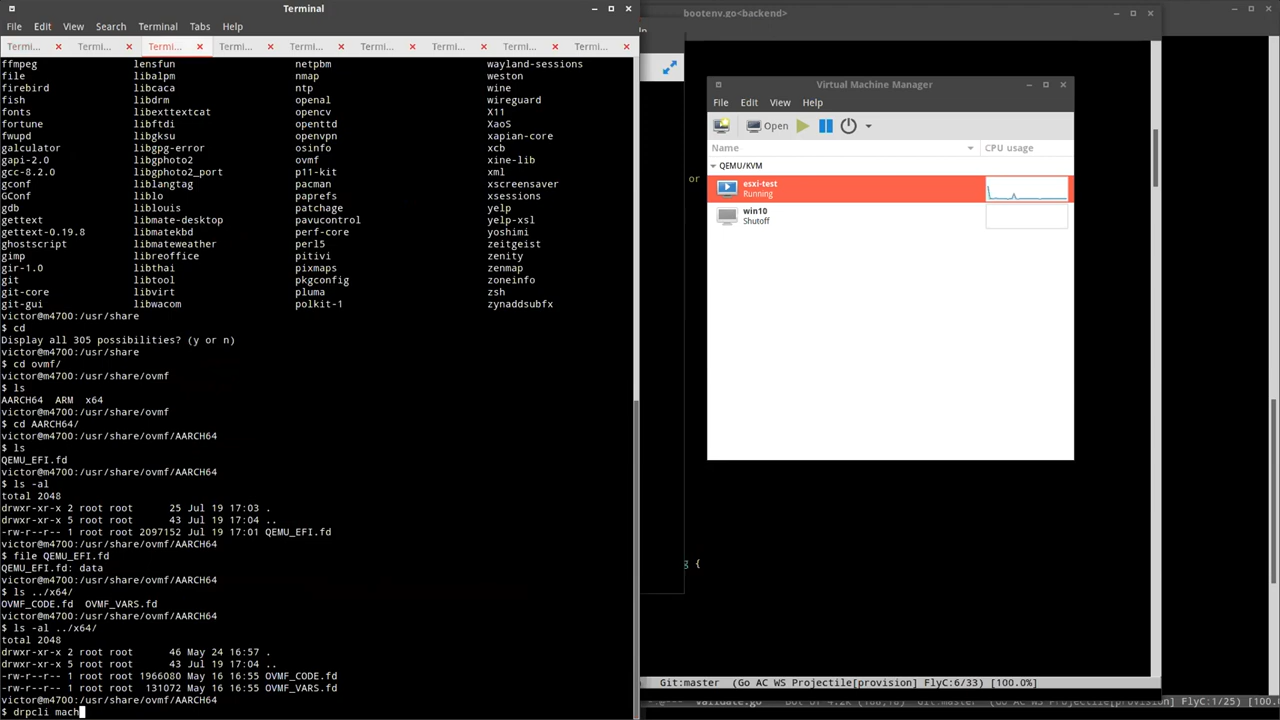 Terminal
File Edit View Search Terminal Tabs Help
Termi... Termi... Termi... Termi... Termi... Termi... Termi... Termi... Termi...
ffmpeg lensfun netpbm wayland-sessions
file libalpm nmap weston
firebird libcaca ntp wine
fish libdrm openal wireguard
fonts libexttextcat opencv X11
fortune libftdi openttd XaoS
fwupd libgksu openvpn xapian-core
galculator libgpg-error osinfo xcb
gapi-2.0 libgphoto2 ovmf xine-lib
gcc-8.2.0 libgphoto2_port p11-kit xml
gconf liblangtag pacman xscreensaver
GConf liblo paprefs xsessions
gdb liblouis patchage yelp
gettext libmate-desktop pavucontrol yelp-xsl
gettext-0.19.8 libmatekbd perf-core yoshimi
ghostscript libmateweather perl5 zeitgeist
gimp libreoffice pitivi zenity
gir-1.0 libthai pixmaps zenmap
git libtool pkgconfig zoneinfo
git-core libvirt pluma zsh
git-gui libwacom polkit-1 zynaddsubfx
victor@m4700:/usr/share
$ cd
Display all 305 possibilities? (y or n)
victor@m4700:/usr/share
$ cd ovmf/
victor@m4700:/usr/share/ovmf
$ ls
AARCH64 ARM x64
victor@m4700:/usr/share/ovmf
$ cd AARCH64/
victor@m4700:/usr/share/ovmf/AARCH64
$ ls
QEMU_EFI.fd
victor@m4700:/usr/share/ovmf/AARCH64
$ ls -al
total 2048
drwxr-xr-x 2 root root 25 Jul 19 17:03 .
drwxr-xr-x 5 root root 43 Jul 19 17:04 ..
-rw-r--r-- 1 root root 2097152 Jul 19 17:01 QEMU_EFI.fd
victor@m4700:/usr/share/ovmf/AARCH64
$ file QEMU_EFI.fd
QEMU_EFI.fd: data
victor@m4700:/usr/share/ovmf/AARCH64
$ ls ../x64/
OVMF_CODE.fd OVMF_VARS.fd
victor@m4700:/usr/share/ovmf/AARCH64
$ ls -al ../x64/
total 2048
drwxr-xr-x 2 root root 46 May 24 16:57 .
drwxr-xr-x 5 root root 43 Jul 19 17:04 ..
-rw-r--r-- 1 root root 1966080 May 16 16:55 OVMF_CODE.fd
-rw-r--r-- 1 root root 131072 May 16 16:55 OVMF_VARS.fd
victor@m4700:/usr/share/ovmf/AARCH64
$ drpcli mach
bootenv.go<backend>
or
g {
Git:master (Go AC WS Projectile[provision] FlyC:6/33) [100.0%]
Virtual Machine Manager
File Edit View Help
Open
Name CPU usage
QEMU/KVM
esxi-test
Running
win10
Shutoff